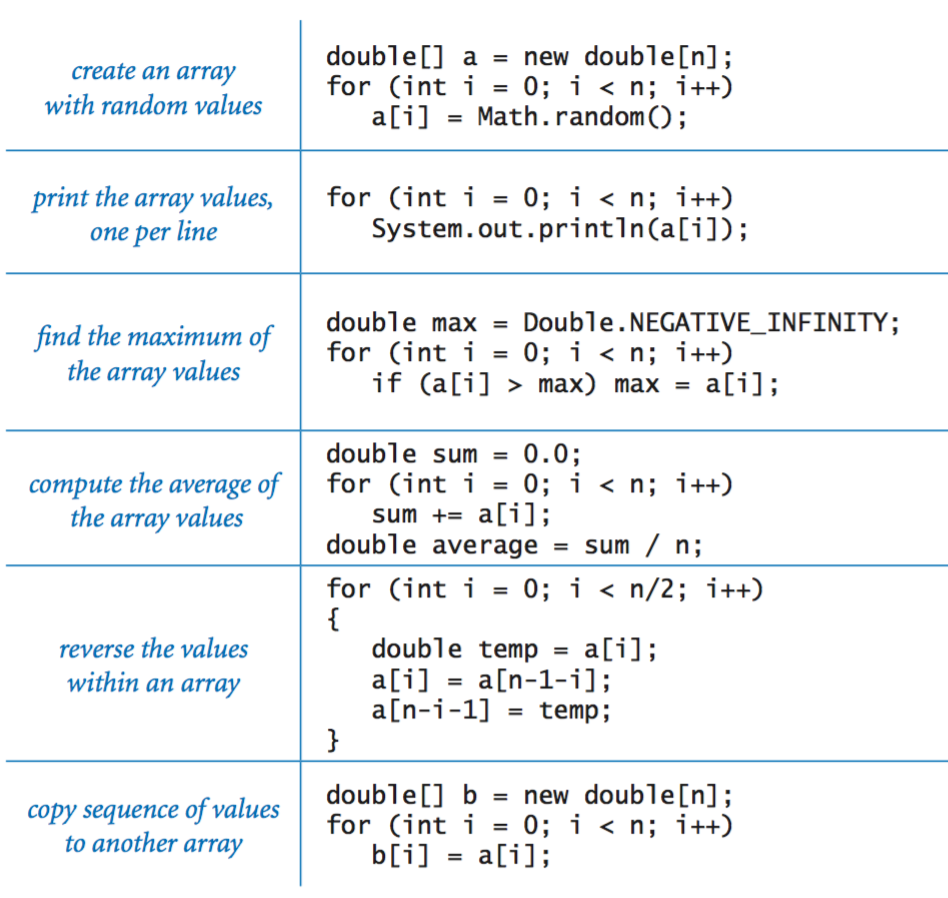 create an array
with random values
double[] a = new double[n];
for (int i = 0; i < n; i++)
   a[i] = Math.random();
print the array values,
one per line
for (int i = 0; i < n; i++)
   System.out.println(a[i]);
find the maximum of
the array values
double max = Double.NEGATIVE_INFINITY;
for (int i = 0; i < n; i++)
   if (a[i] > max) max = a[i];
compute the average of
the array values
double sum = 0.0;
for (int i = 0; i < n; i++)
   sum += a[i];
double average = sum / n;
reverse the values
within an array
for (int i = 0; i < n/2; i++)
{
   double temp = a[i];
   a[i] = a[n-1-i];
   a[n-i-1] = temp;
}
copy sequence of values
to another array
double[] b = new double[n];
for (int i = 0; i < n; i++)
   b[i] = a[i];